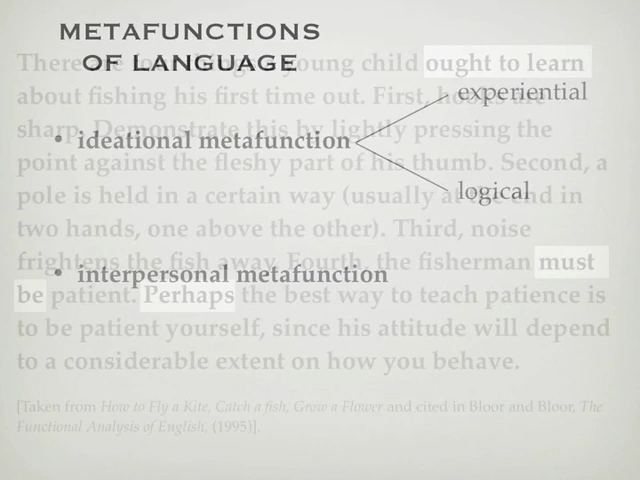 METAFUNCTIONS
OF LANGUAGE
• ideational metafunction
experiential
logical
• interpersonal metafunction
There are four things a young child ought to learn
about fishing his first time out. First, hooks are
sharp. Demonstrate this by lightly pressing the
point against the fleshy part of his thumb. Second, a
pole is held in a certain way (usually at the end in
two hands, one above the other). Third, noise
frightens the fish away. Fourth, the fisherman must
be patient. Perhaps the best way to teach patience is
to be patient yourself, since his attitude will depend
to a considerable extent on how you behave.
[Taken from How to Fly a Kite, Catch a fish, Grow a Flower and cited in Bloor and Bloor, The
Functional Analysis of English, (1995)].